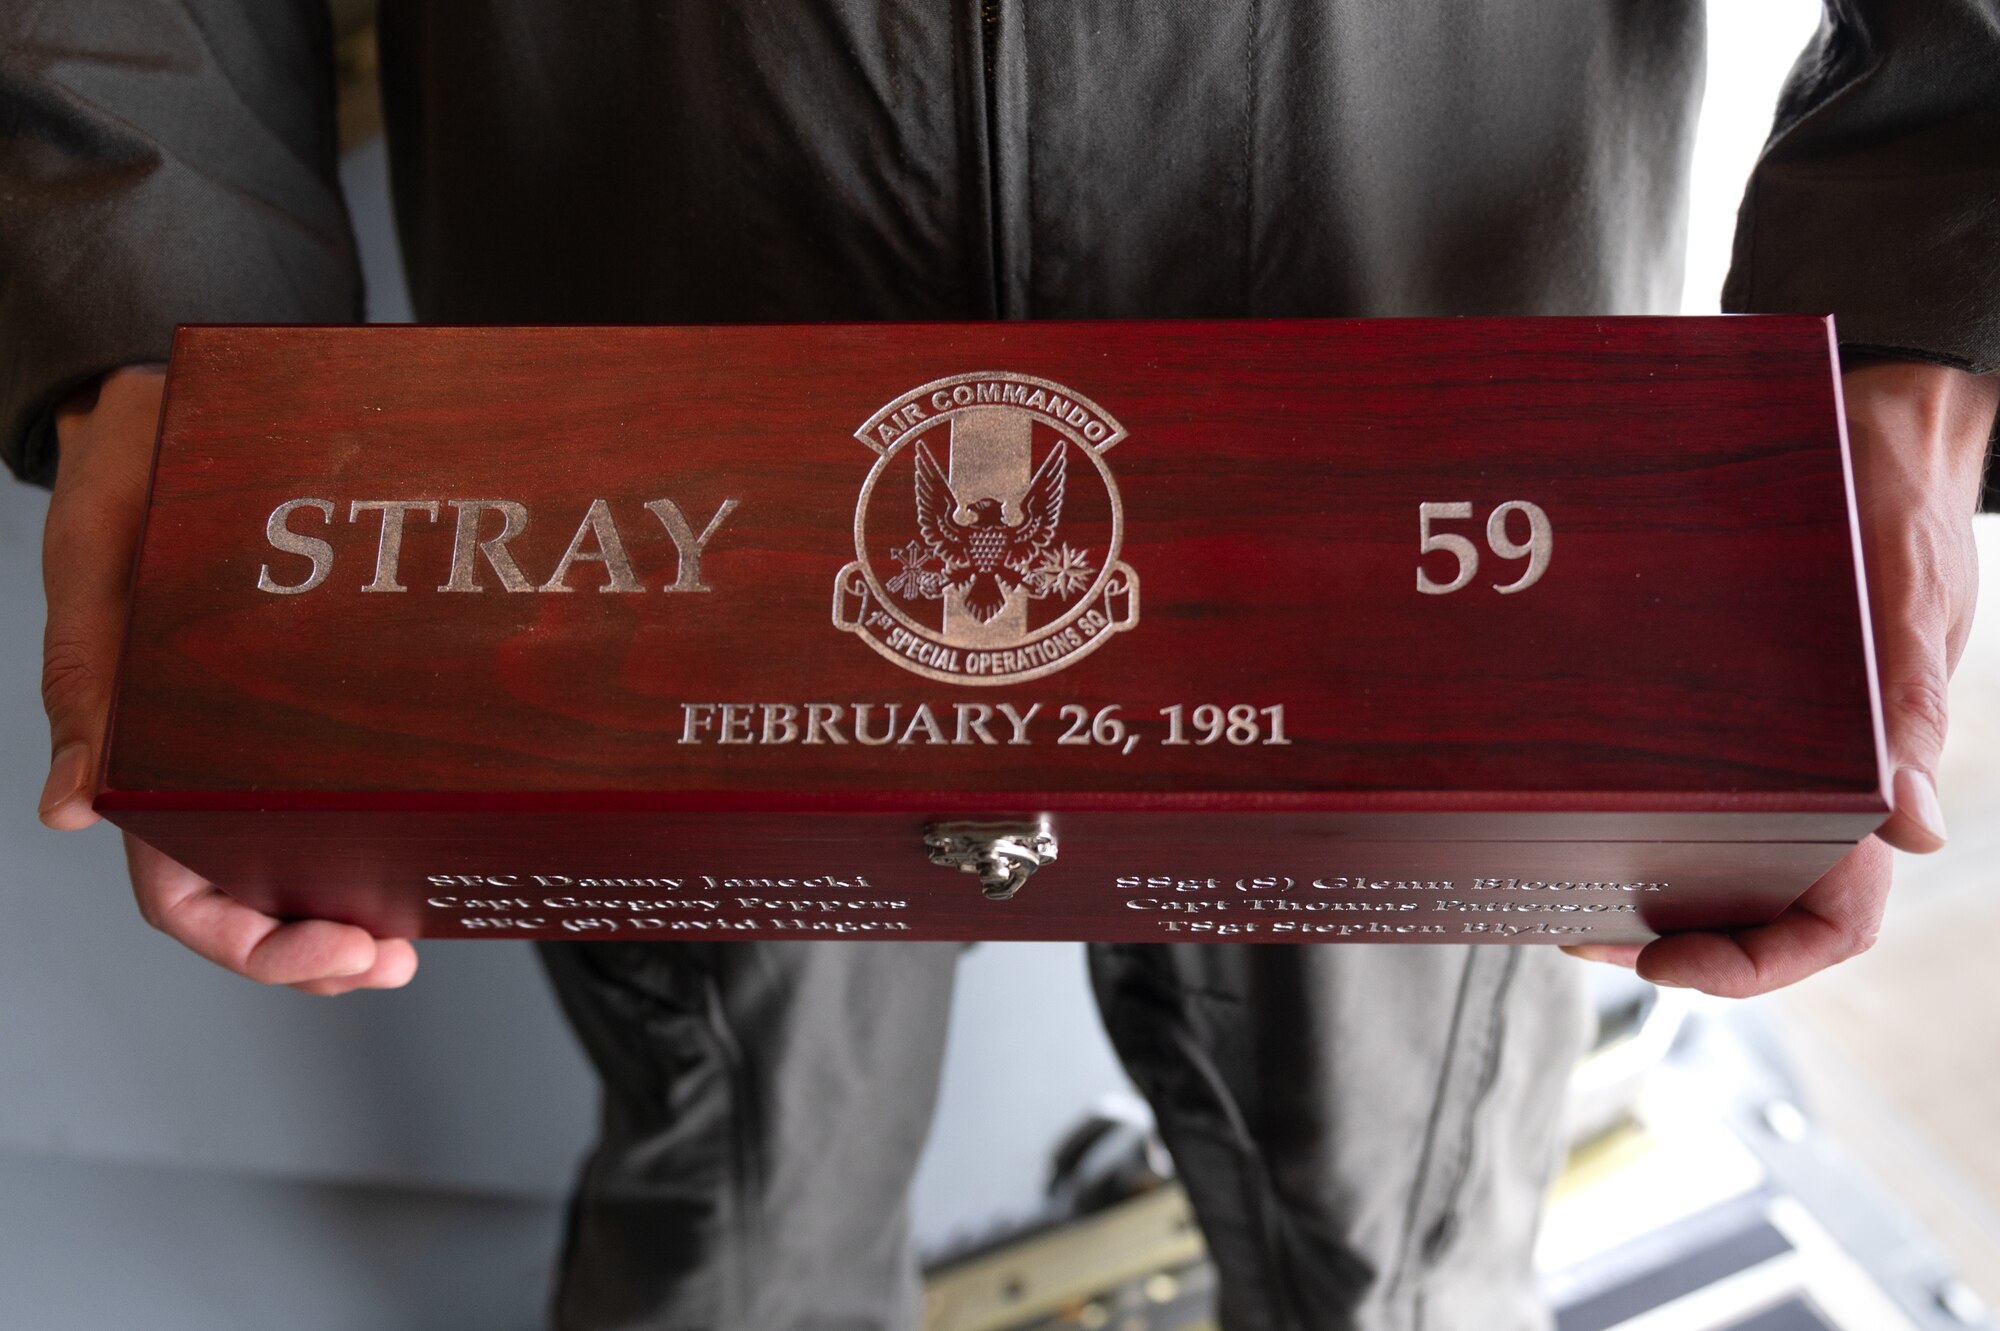 AIR COMMANDO
STRAY 59
1ST SPECIAL OPERATIONS SQ
FEBRUARY 26, 1981
SFC Danny Janecki SSgt (S) Glenn Bloomer
Capt Gregory Peppers Capt Thomas Patterson
SFC (S) David Hagen TSgt Stephen Blyler